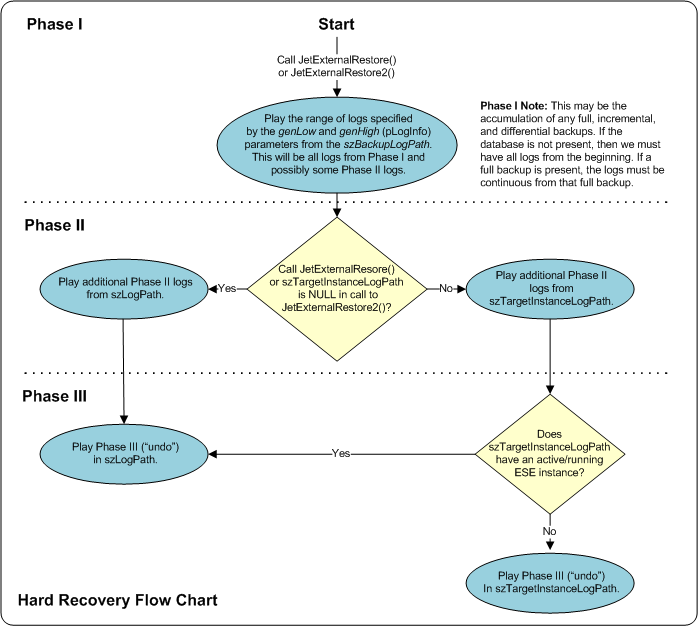 Phase I
Start
Call JetExternalRestore()
or JetExternalRestore2()
Play the range of logs specified
by the genLow and genHigh (pLogInfo)
parameters from the szBackupLogPath.
This will be all logs from Phase I and
possibly some Phase II logs.
Phase I Note: This may be the
accumulation of any full, incremental,
and differential backups. If the
database is not present, then we must
have all logs from the beginning. If a
full backup is present, the logs must be
continuous from that full backup.
Phase II
Call JetExternalResore()
or szTargetInstanceLogPath
is NULL in call to
JetExternalRestore2()?
Yes
No
Play additional Phase II logs
from szLogPath.
Play additional Phase II
logs from
szTargetInstanceLogPath.
Phase III
Does
szTargetInstanceLogPath
have an active/running
ESE instance?
Yes
Play Phase III (“undo”)
in szLogPath.
No
Play Phase III (“undo”)
In szTargetInstanceLogPath.
Hard Recovery Flow Chart